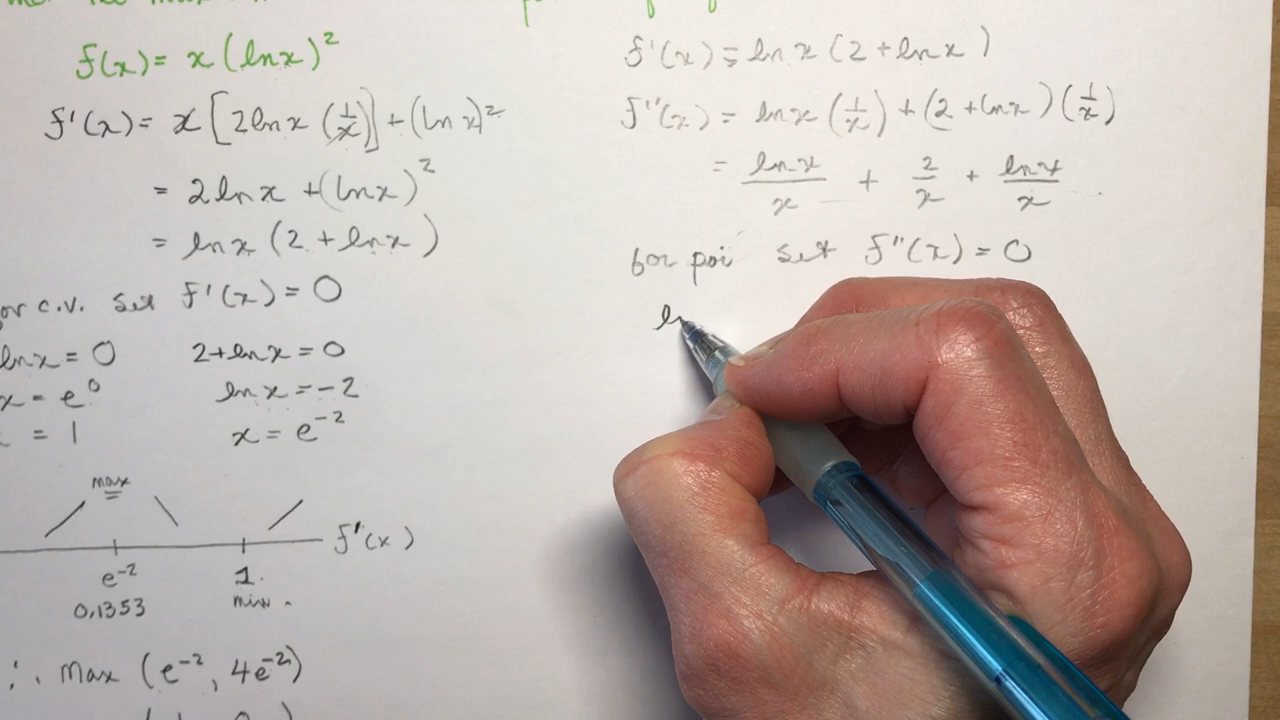 f(x) = x (ln x)²
f'(x) = x [2 ln x (1/x)] + (ln x)²
= 2 ln x + (ln x)²
= ln x (2 + ln x)
for c.v. set f'(x) = 0
ln x = 0 2 + ln x = 0
x = e⁰ ln x = -2
x = 1 x = e⁻²
max
f'(x)
e⁻² 1.
0,1353 min.
∴ Max (e⁻², 4e⁻²)
f'(x) = ln x (2 + ln x)
f''(x) = ln x (1/x) + (2 + ln x) (1/x)
= ln x / x + 2/x + ln x / x
for poi set f''(x) = 0
ln